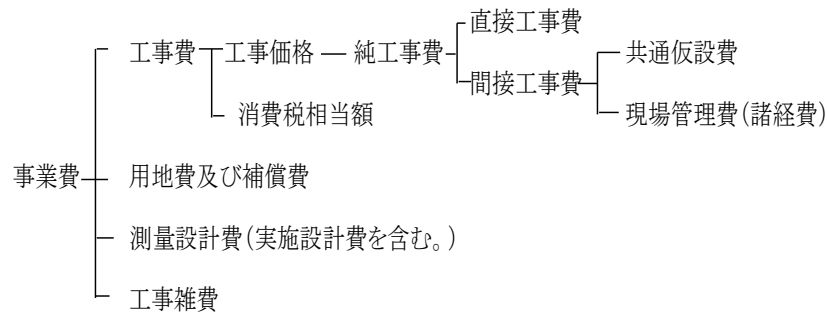 直接工事費
工事費 工事価格 純工事費 共通仮設費
間接工事費
消費税相当額 現場管理費(諸経費)
事業費 用地費及び補償費
測量設計費(実施設計費を含む。)
工事雑費